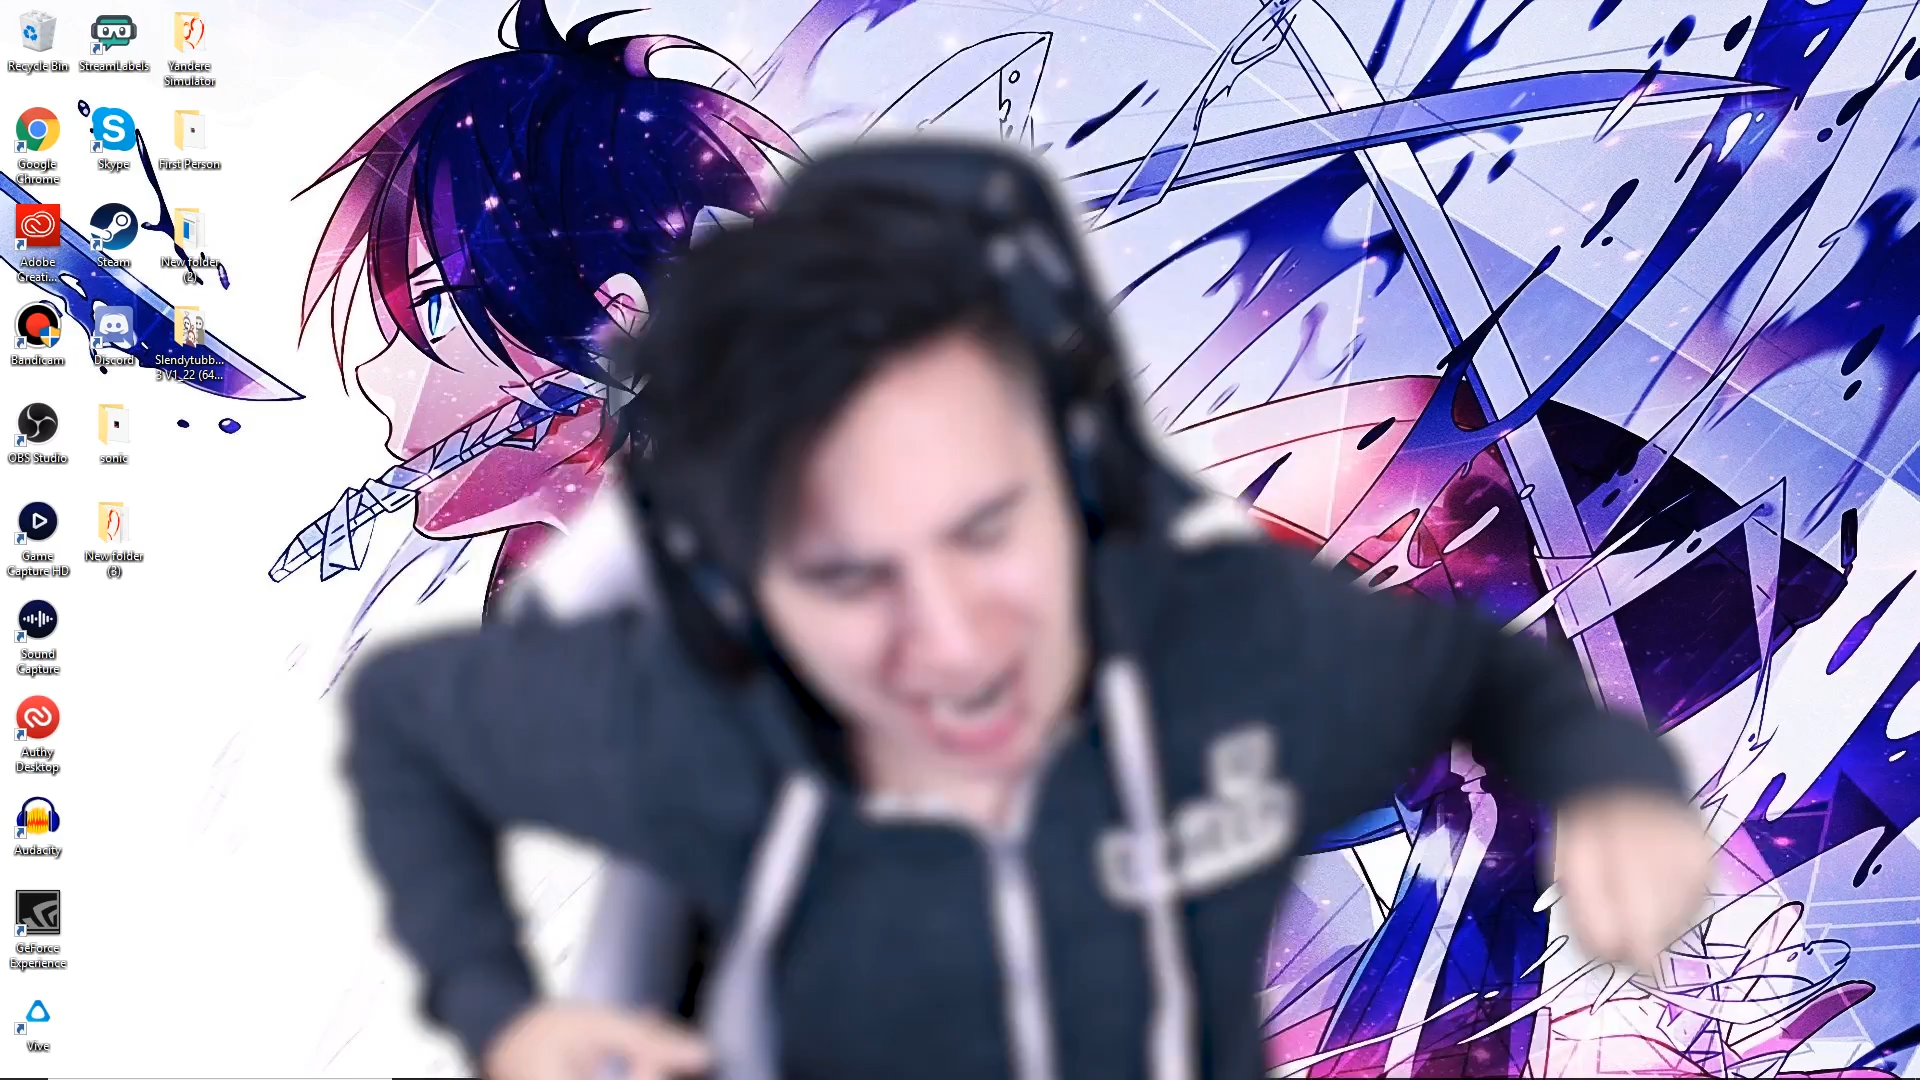 Recycle Bin
StreamLabels
Yandere
Simulator
Google
Chrome
Skype
First Person
Adobe
Creati...
Steam
New folder
(2)
Bandicam
Discord
Slendytubb...
3 V1_22 (64...
OBS Studio
sonic
Game
Capture HD
New folder
(3)
Sound
Capture
Authy
Desktop
Audacity
GeForce
Experience
Vive